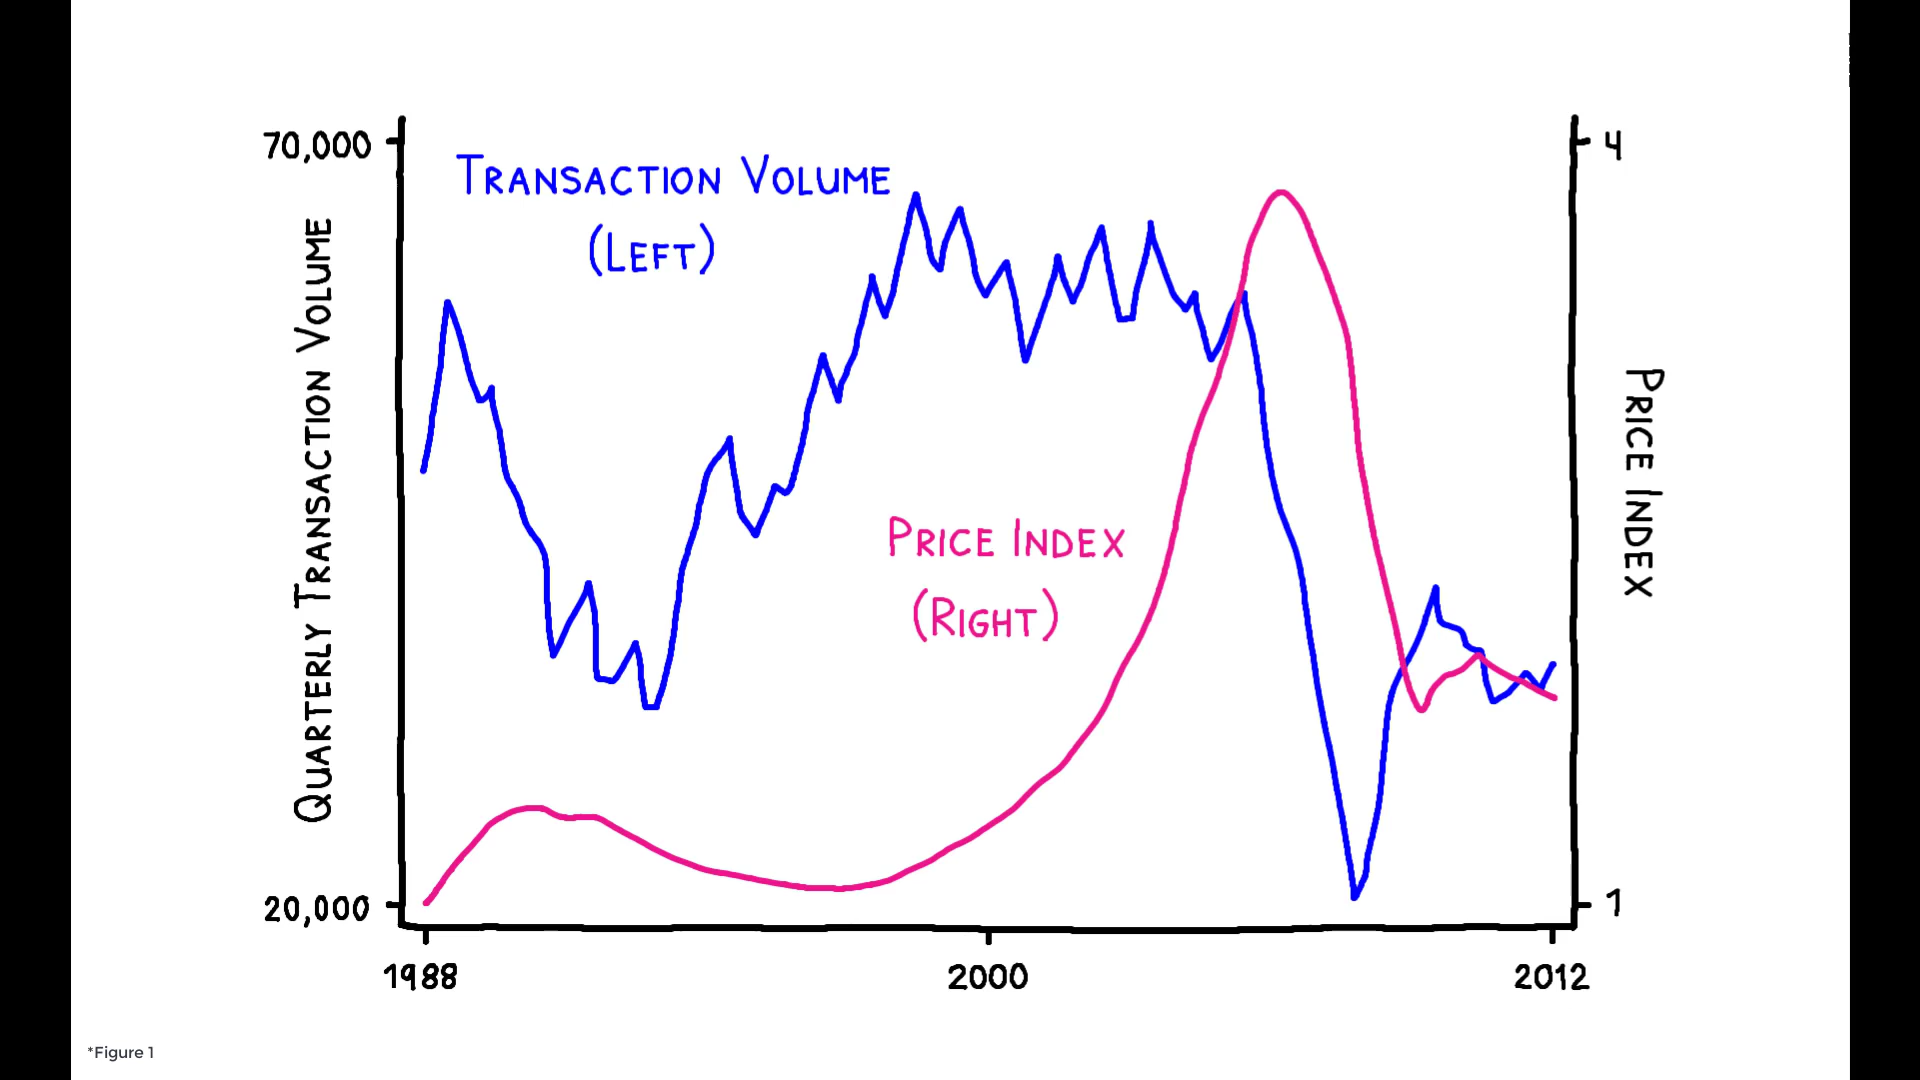 70,000
TRANSACTION VOLUME
(LEFT)
4
QUARTERLY TRANSACTION VOLUME
PRICE INDEX
PRICE INDEX
(RIGHT)
20,000
1
1988
2000
2012
*Figure 1